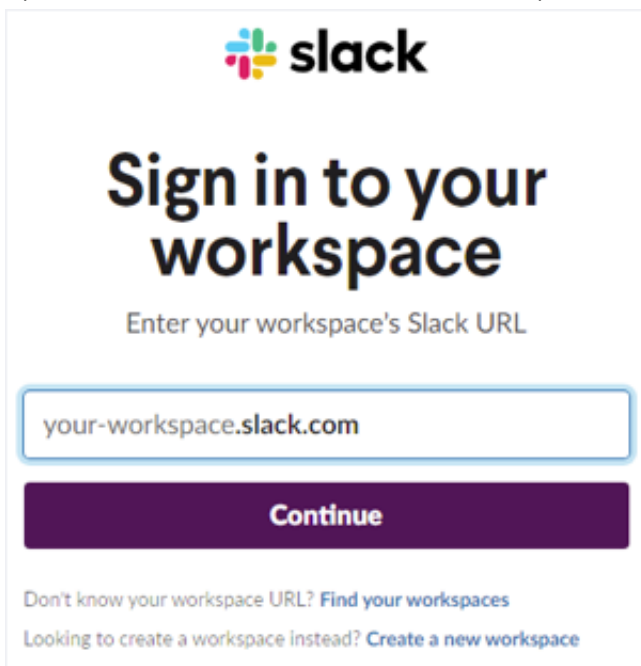 slack
Sign in to your
workspace
Enter your workspace's Slack URL
your-workspace.slack.com
Continue
Don't know your workspace URL? Find your workspaces
Looking to create a workspace instead? Create a new workspace